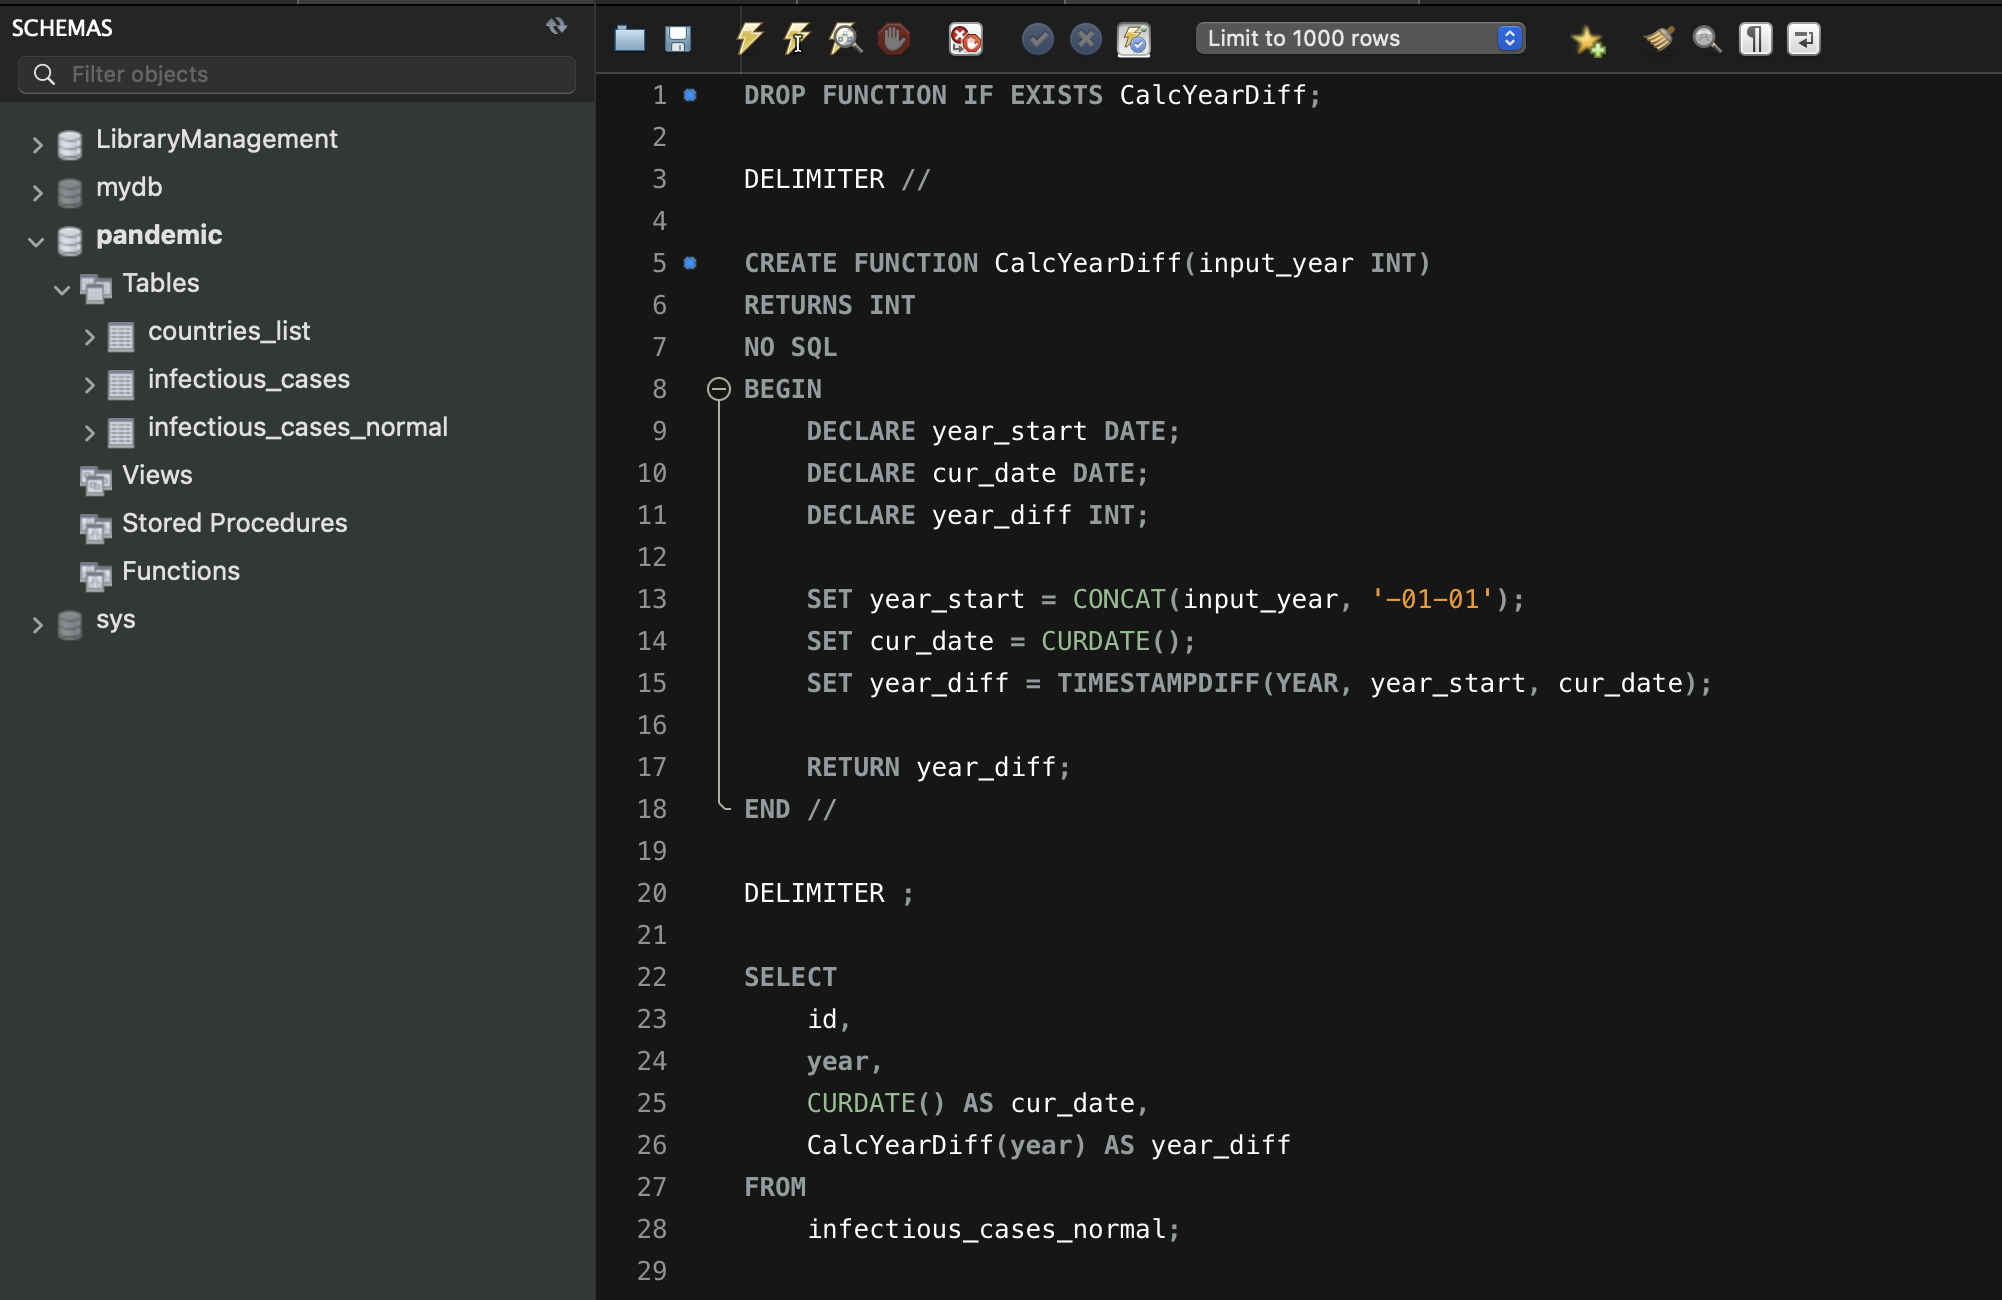 SCHEMAS
Filter objects
LibraryManagement
mydb
pandemic
Tables
countries_list
infectious_cases
infectious_cases_normal
Views
Stored Procedures
Functions
sys
Limit to 1000 rows
1 DROP FUNCTION IF EXISTS CalcYearDiff;
2
3 DELIMITER //
4
5 CREATE FUNCTION CalcYearDiff(input_year INT)
6 RETURNS INT
7 NO SQL
8 BEGIN
9 DECLARE year_start DATE;
10 DECLARE cur_date DATE;
11 DECLARE year_diff INT;
12
13 SET year_start = CONCAT(input_year, '-01-01');
14 SET cur_date = CURDATE();
15 SET year_diff = TIMESTAMPDIFF(YEAR, year_start, cur_date);
16
17 RETURN year_diff;
18 END //
19
20 DELIMITER ;
21
22 SELECT
23 id,
24 year,
25 CURDATE() AS cur_date,
26 CalcYearDiff(year) AS year_diff
27 FROM
28 infectious_cases_normal;
29